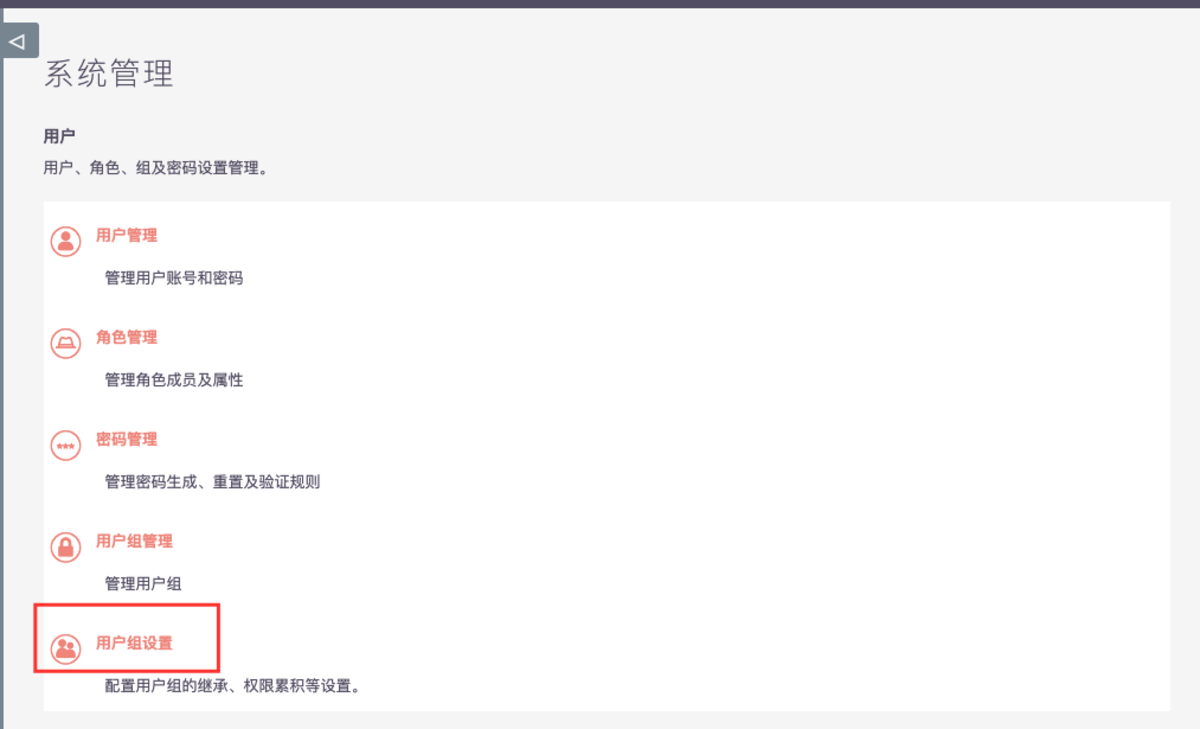 系统管理
用户
用户、角色、组及密码设置管理。
用户管理
管理用户账号和密码
角色管理
管理角色成员及属性
密码管理
管理密码生成、重置及验证规则
用户组管理
管理用户组
用户组设置
配置用户组的继承、权限累积等设置。